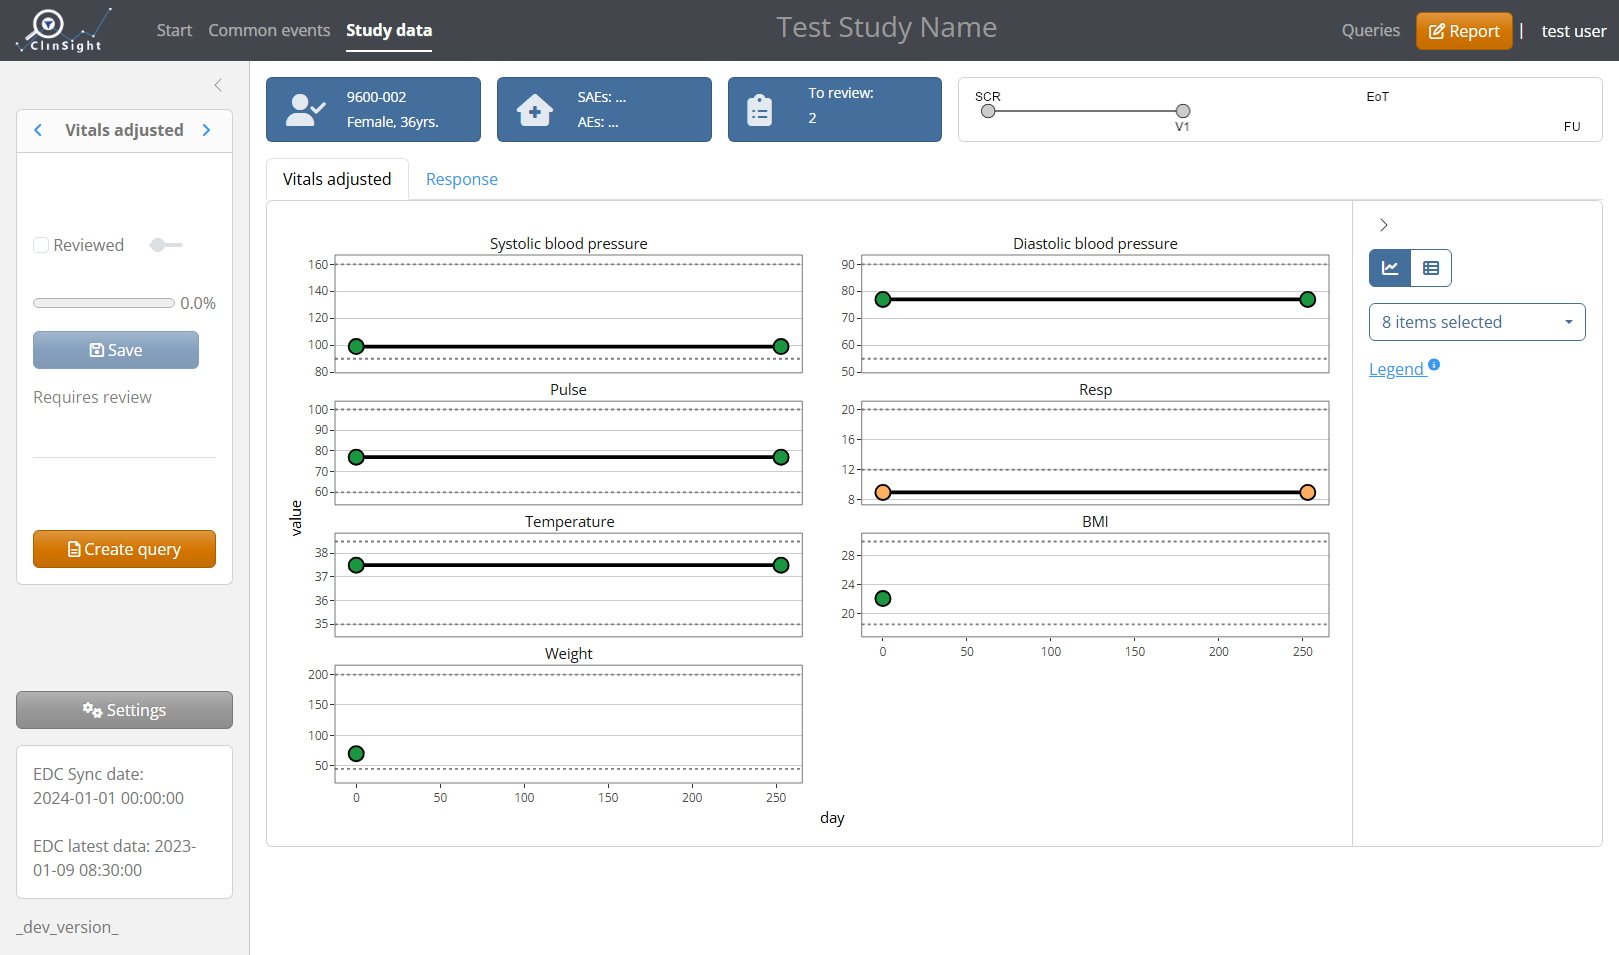 ClinSight
Start Common events Study data
Test Study Name
Queries Report | test user
Vitals adjusted
Reviewed
0.0%
Save
Requires review
Create query
Settings
EDC Sync date:
2024-01-01 00:00:00
EDC latest data: 2023-
01-09 08:30:00
_dev_version_
9600-002
Female, 36yrs.
SAEs: ...
AEs: ...
To review:
2
SCR
V1
EoT
FU
Vitals adjusted Response
Systolic blood pressure
160
140
120
100
80
Diastolic blood pressure
90
80
70
60
50
Pulse
100
90
80
70
60
Resp
20
16
12
8
value
Temperature
38
37
36
35
BMI
28
24
20
0 50 100 150 200 250
Weight
200
150
100
50
0 50 100 150 200 250
day
8 items selected
Legend